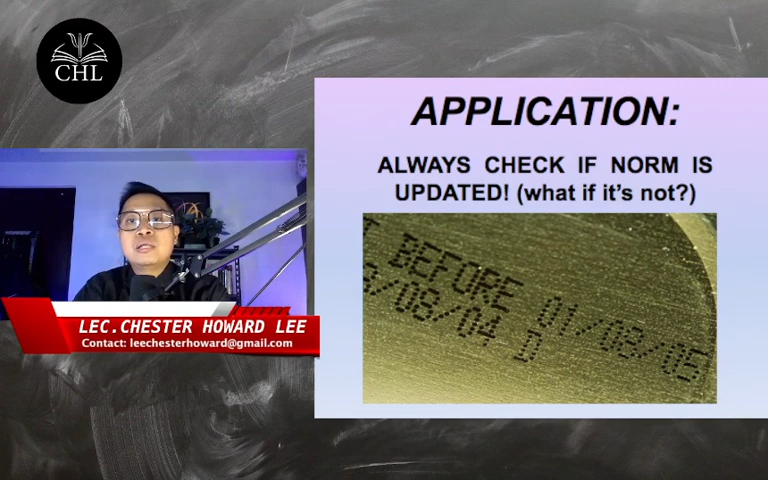 CHL
APPLICATION:
ALWAYS CHECK IF NORM IS
UPDATED! (what if it's not?)
BEFORE 01/08/05
/08/04 D
LEC.CHESTER HOWARD LEE
Contact: leechesterhoward@gmail.com